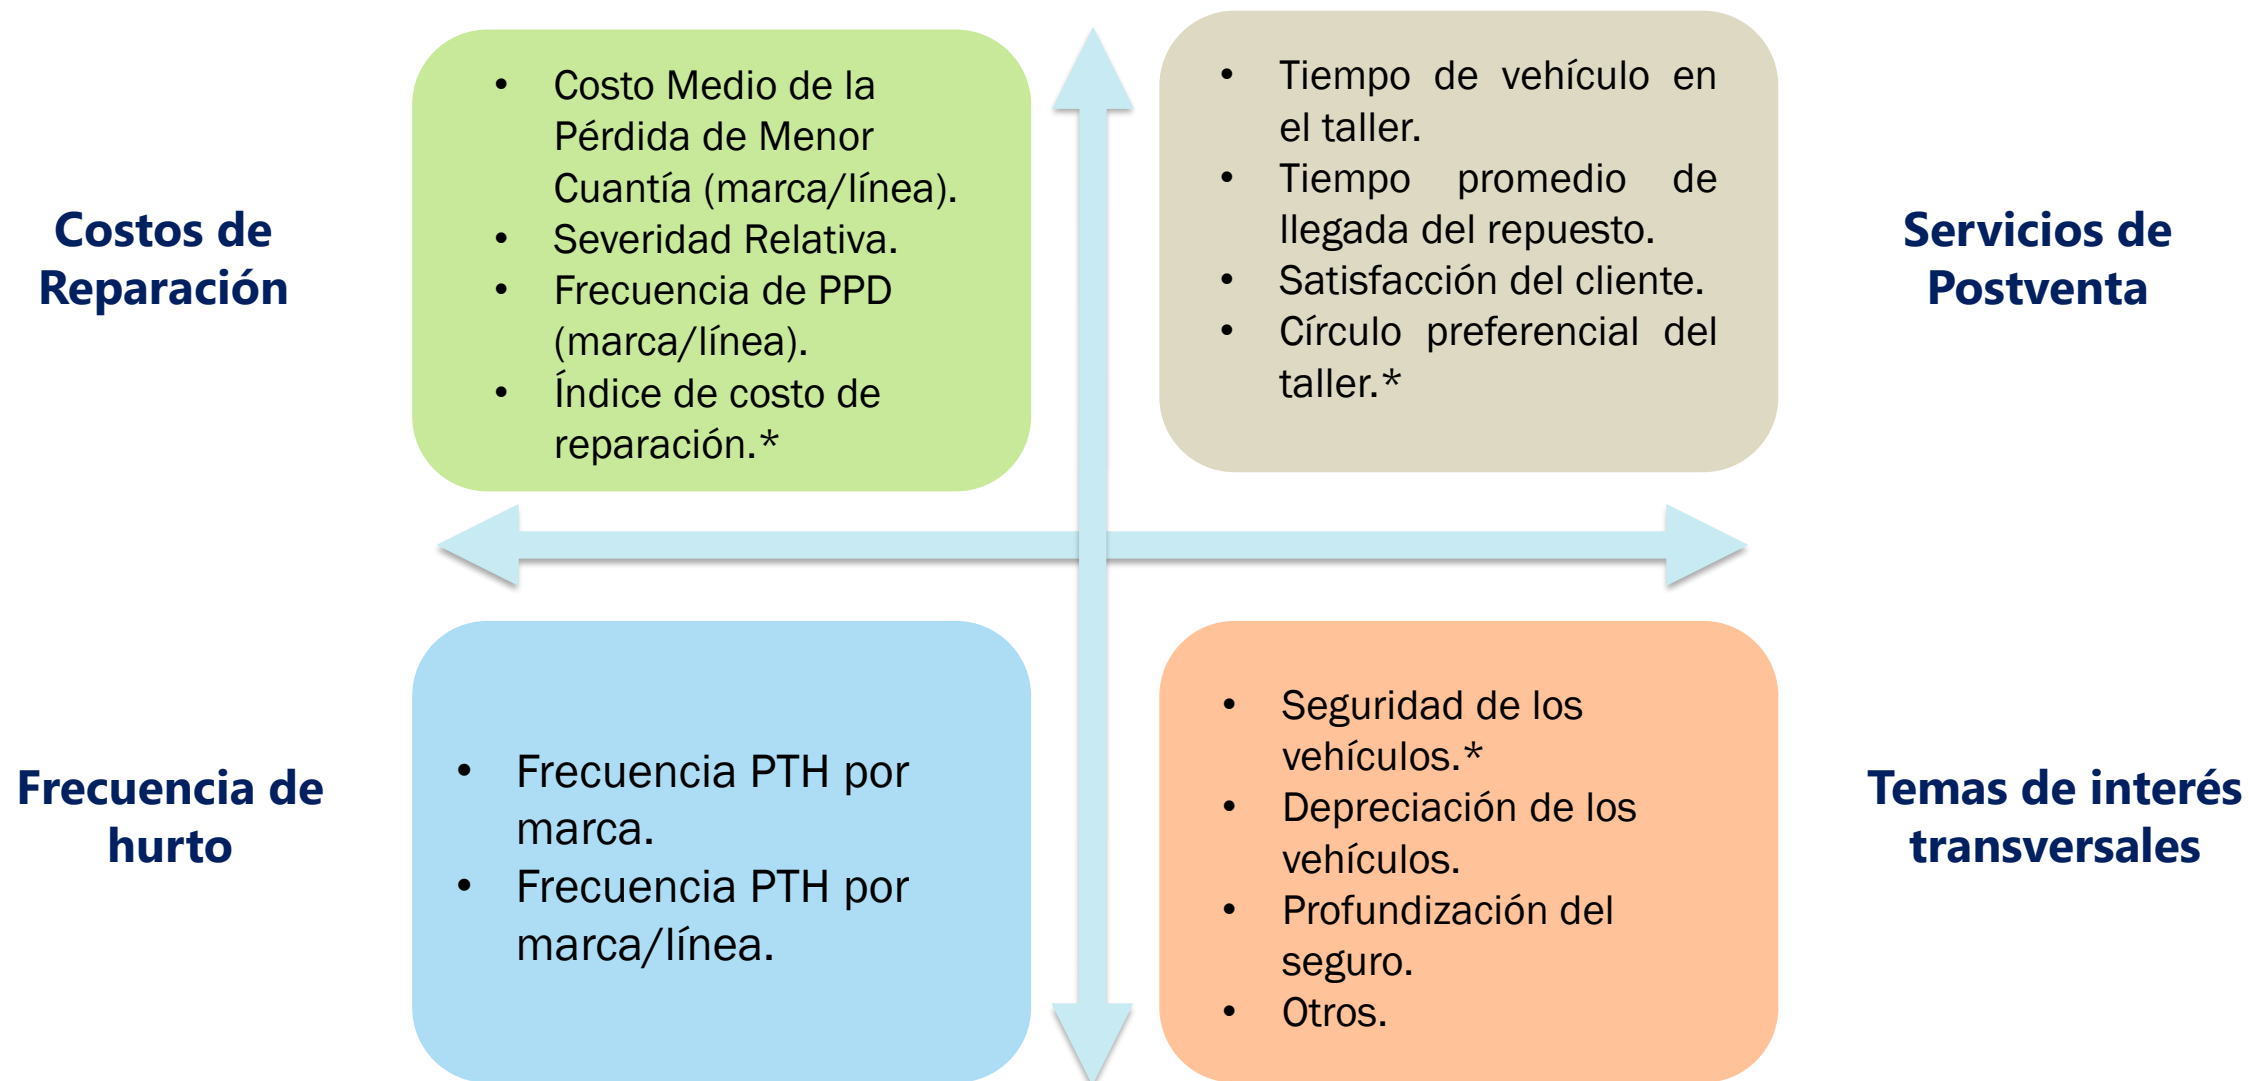 Costos de
Reparación
• Costo Medio de la
Pérdida de Menor
Cuantía (marca/línea).
• Severidad Relativa.
• Frecuencia de PPD
(marca/línea).
• Índice de costo de
reparación.*
• Tiempo de vehículo en
el taller.
• Tiempo promedio de
llegada del repuesto.
• Satisfacción del cliente.
• Círculo preferencial del
taller.*
Servicios de
Postventa
Frecuencia de
hurto
• Frecuencia PTH por
marca.
• Frecuencia PTH por
marca/línea.
• Seguridad de los
vehículos.*
• Depreciación de los
vehículos.
• Profundización del
seguro.
• Otros.
Temas de interés
transversales